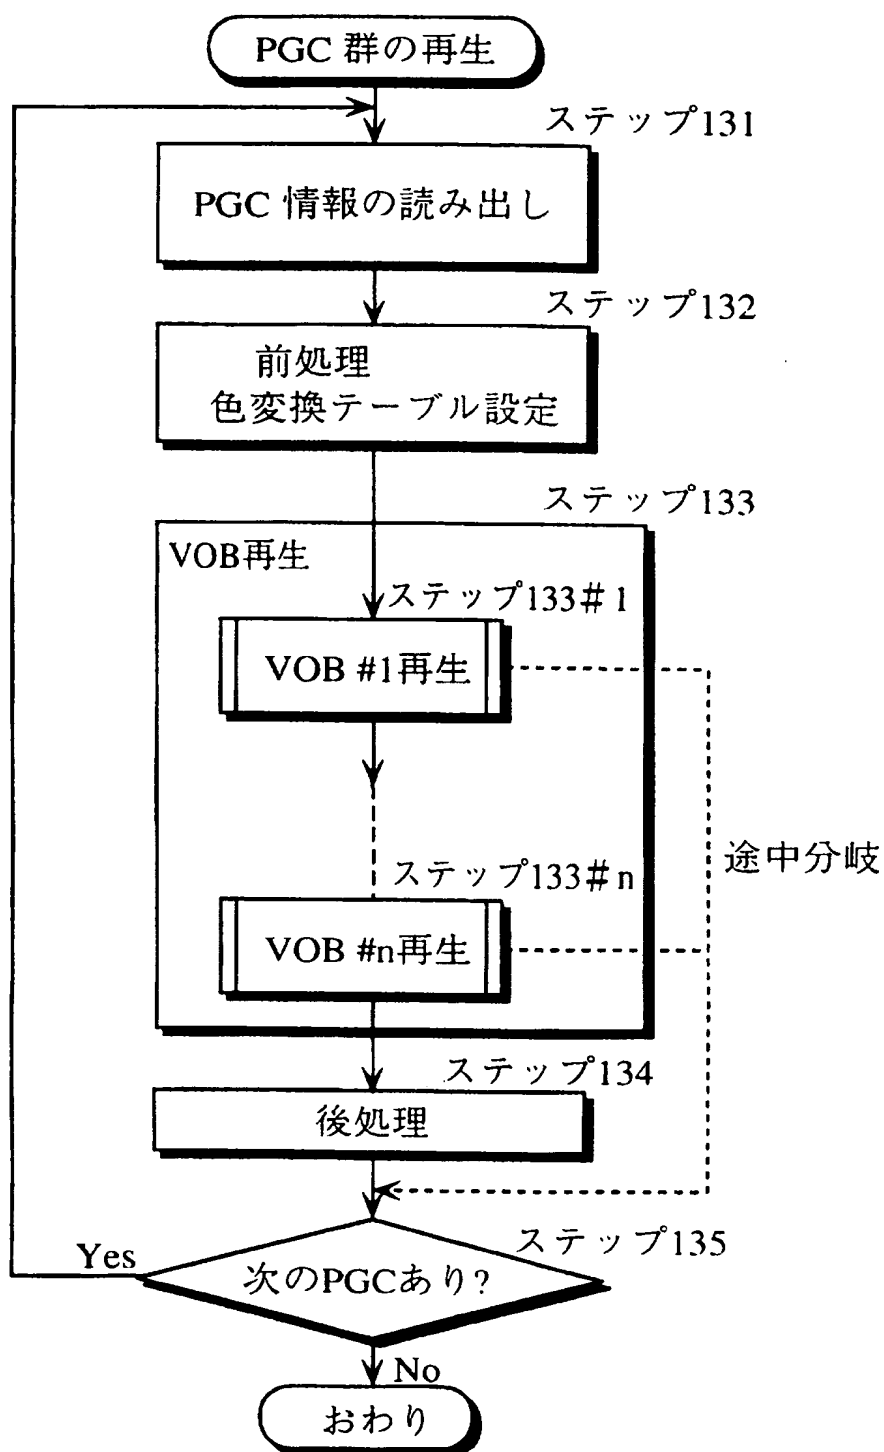 PGC 群の再生
ステップ131
PGC 情報の読み出し
ステップ132
前処理
色変換テーブル設定
ステップ133
VOB再生
ステップ133#1
VOB #1再生
途中分岐
ステップ133#n
VOB #n再生
ステップ134
後処理
ステップ135
Yes
次のPGCあり?
No
おわり